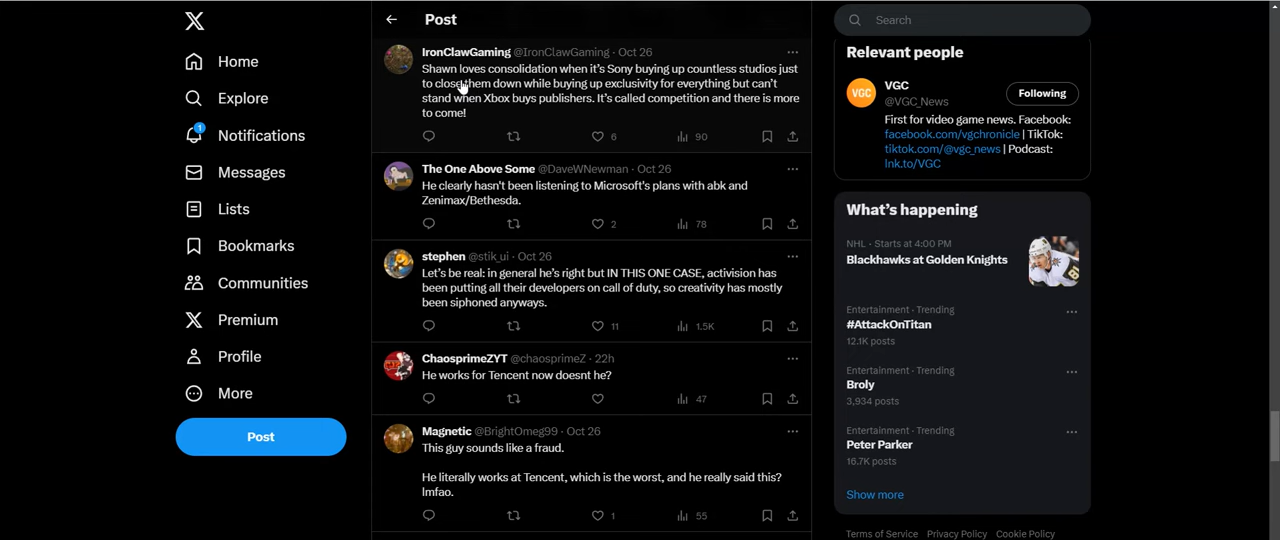 Home
Explore
1
Notifications
Messages
Lists
Bookmarks
Communities
Premium
Profile
More
Post
Post
IronClawGaming @IronClawGaming · Oct 26
Shawn loves consolidation when it's Sony buying up countless studios just
to close them down while buying up exclusivity for everything but can't
stand when Xbox buys publishers. It's called competition and there is more
to come!
6
90
The One Above Some @DaveWNewman · Oct 26
He clearly hasn't been listening to Microsoft's plans with abk and
Zenimax/Bethesda.
2
78
stephen @stik_ui · Oct 26
Let's be real: in general he's right but IN THIS ONE CASE, activision has
been putting all their developers on call of duty, so creativity has mostly
been siphoned anyways.
11
1.5K
ChaosprimeZYT @chaosprimeZ · 22h
He works for Tencent now doesnt he?
47
Magnetic @BrightOmeg99 · Oct 26
This guy sounds like a fraud.
He literally works at Tencent, which is the worst, and he really said this?
lmfao.
1
55
Search
Relevant people
VGC
VGC
@VGC_News
Following
First for video game news. Facebook:
facebook.com/vgchronicle | TikTok:
tiktok.com/@vgc_news | Podcast:
lnk.to/VGC
What's happening
NHL · Starts at 4:00 PM
Blackhawks at Golden Knights
Entertainment · Trending
#AttackOnTitan
12.1K posts
Entertainment · Trending
Broly
3,934 posts
Entertainment · Trending
Peter Parker
16.7K posts
Show more
Terms of Service Privacy Policy Cookie Policy